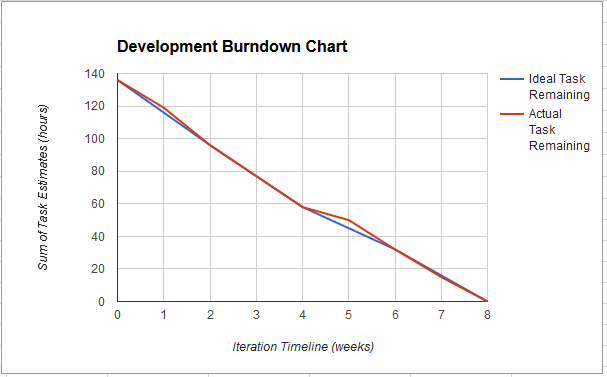 Development Burndown Chart
Sum of Task Estimates (hours)
140
120
100
80
60
40
20
0
0 1 2 3 4 5 6 7 8
Iteration Timeline (weeks)
Ideal Task
Remaining
Actual
Task
Remaining